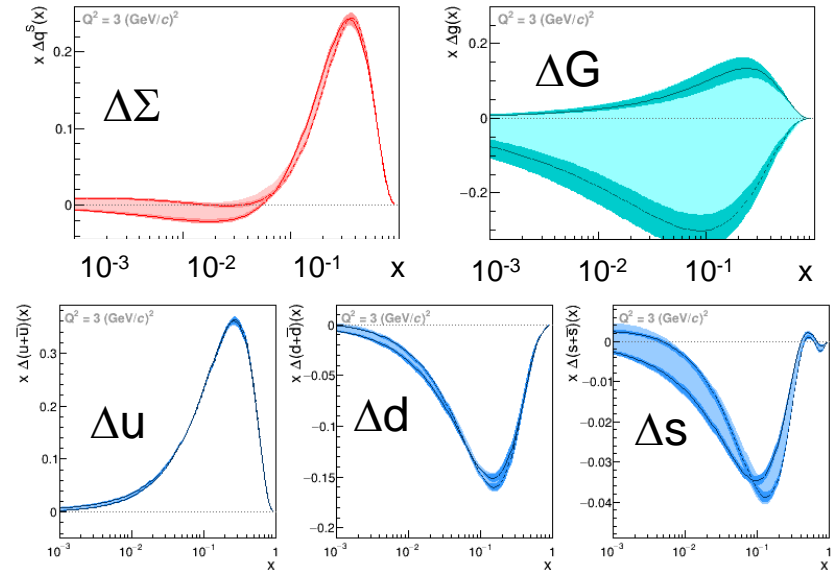 Q² = 3 (GeV/c)²
x Δqˢ(x)
ΔΣ
0.2
0.1
0
10⁻³ 10⁻² 10⁻¹ x
Q² = 3 (GeV/c)²
x Δg(x)
ΔG
0.2
0
−0.2
10⁻³ 10⁻² 10⁻¹ x
Q² = 3 (GeV/c)²
x Δ(u+u̅)(x)
Δu
0.3
0.2
0.1
0
10⁻³ 10⁻² 10⁻¹ 1
x
Q² = 3 (GeV/c)²
x Δ(d+d̅)(x)
Δd
0
−0.05
−0.1
−0.15
−0.2
10⁻³ 10⁻² 10⁻¹ 1
x
Q² = 3 (GeV/c)²
x Δ(s+s̅)(x)
Δs
0
−0.01
−0.02
−0.03
−0.04
10⁻³ 10⁻² 10⁻¹ 1
x